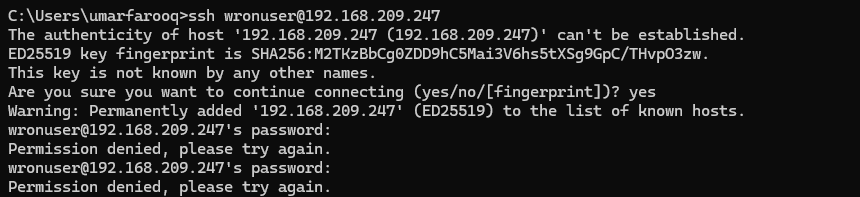 C:\Users\umarfarooq>ssh wronuser@192.168.209.247
The authenticity of host '192.168.209.247 (192.168.209.247)' can't be established.
ED25519 key fingerprint is SHA256:M2TKzBbCg0ZDD9hC5Mai3V6hs5tXSg9GpC/THvpO3zw.
This key is not known by any other names.
Are you sure you want to continue connecting (yes/no/[fingerprint])? yes
Warning: Permanently added '192.168.209.247' (ED25519) to the list of known hosts.
wronuser@192.168.209.247's password:
Permission denied, please try again.
wronuser@192.168.209.247's password:
Permission denied, please try again.